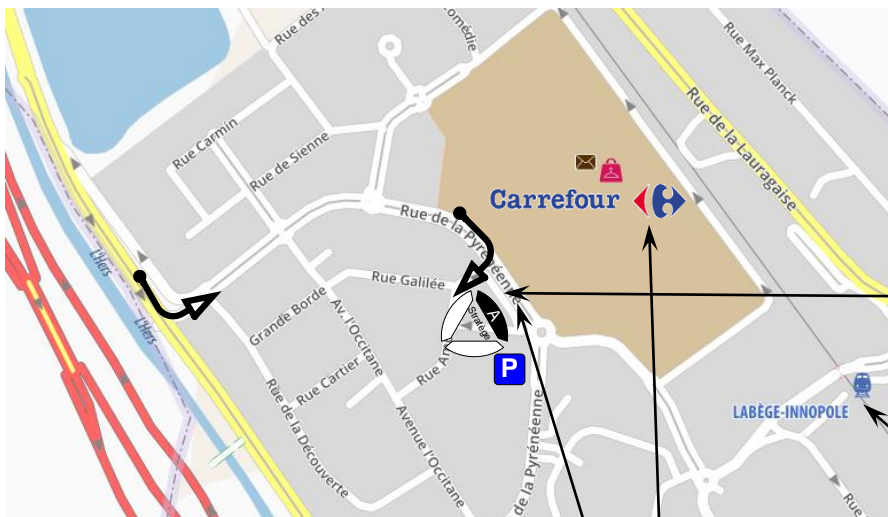 Rue des
Comédie
Rue Max Planck
Rue de la Lauragaise
Rue Carmin
Rue de Sienne
Carrefour
Rue de la Pyrénéenne
L'Hers
Rue Galilée
Grande Borde
Av. l'Occitane
A
Stratège
L'Hers
Rue
P
Rue Cartier
LABÈGE-INNOPOLE
Rue de la Découverte
Avenue l'Occitane
de la Pyrénéenne
Rue